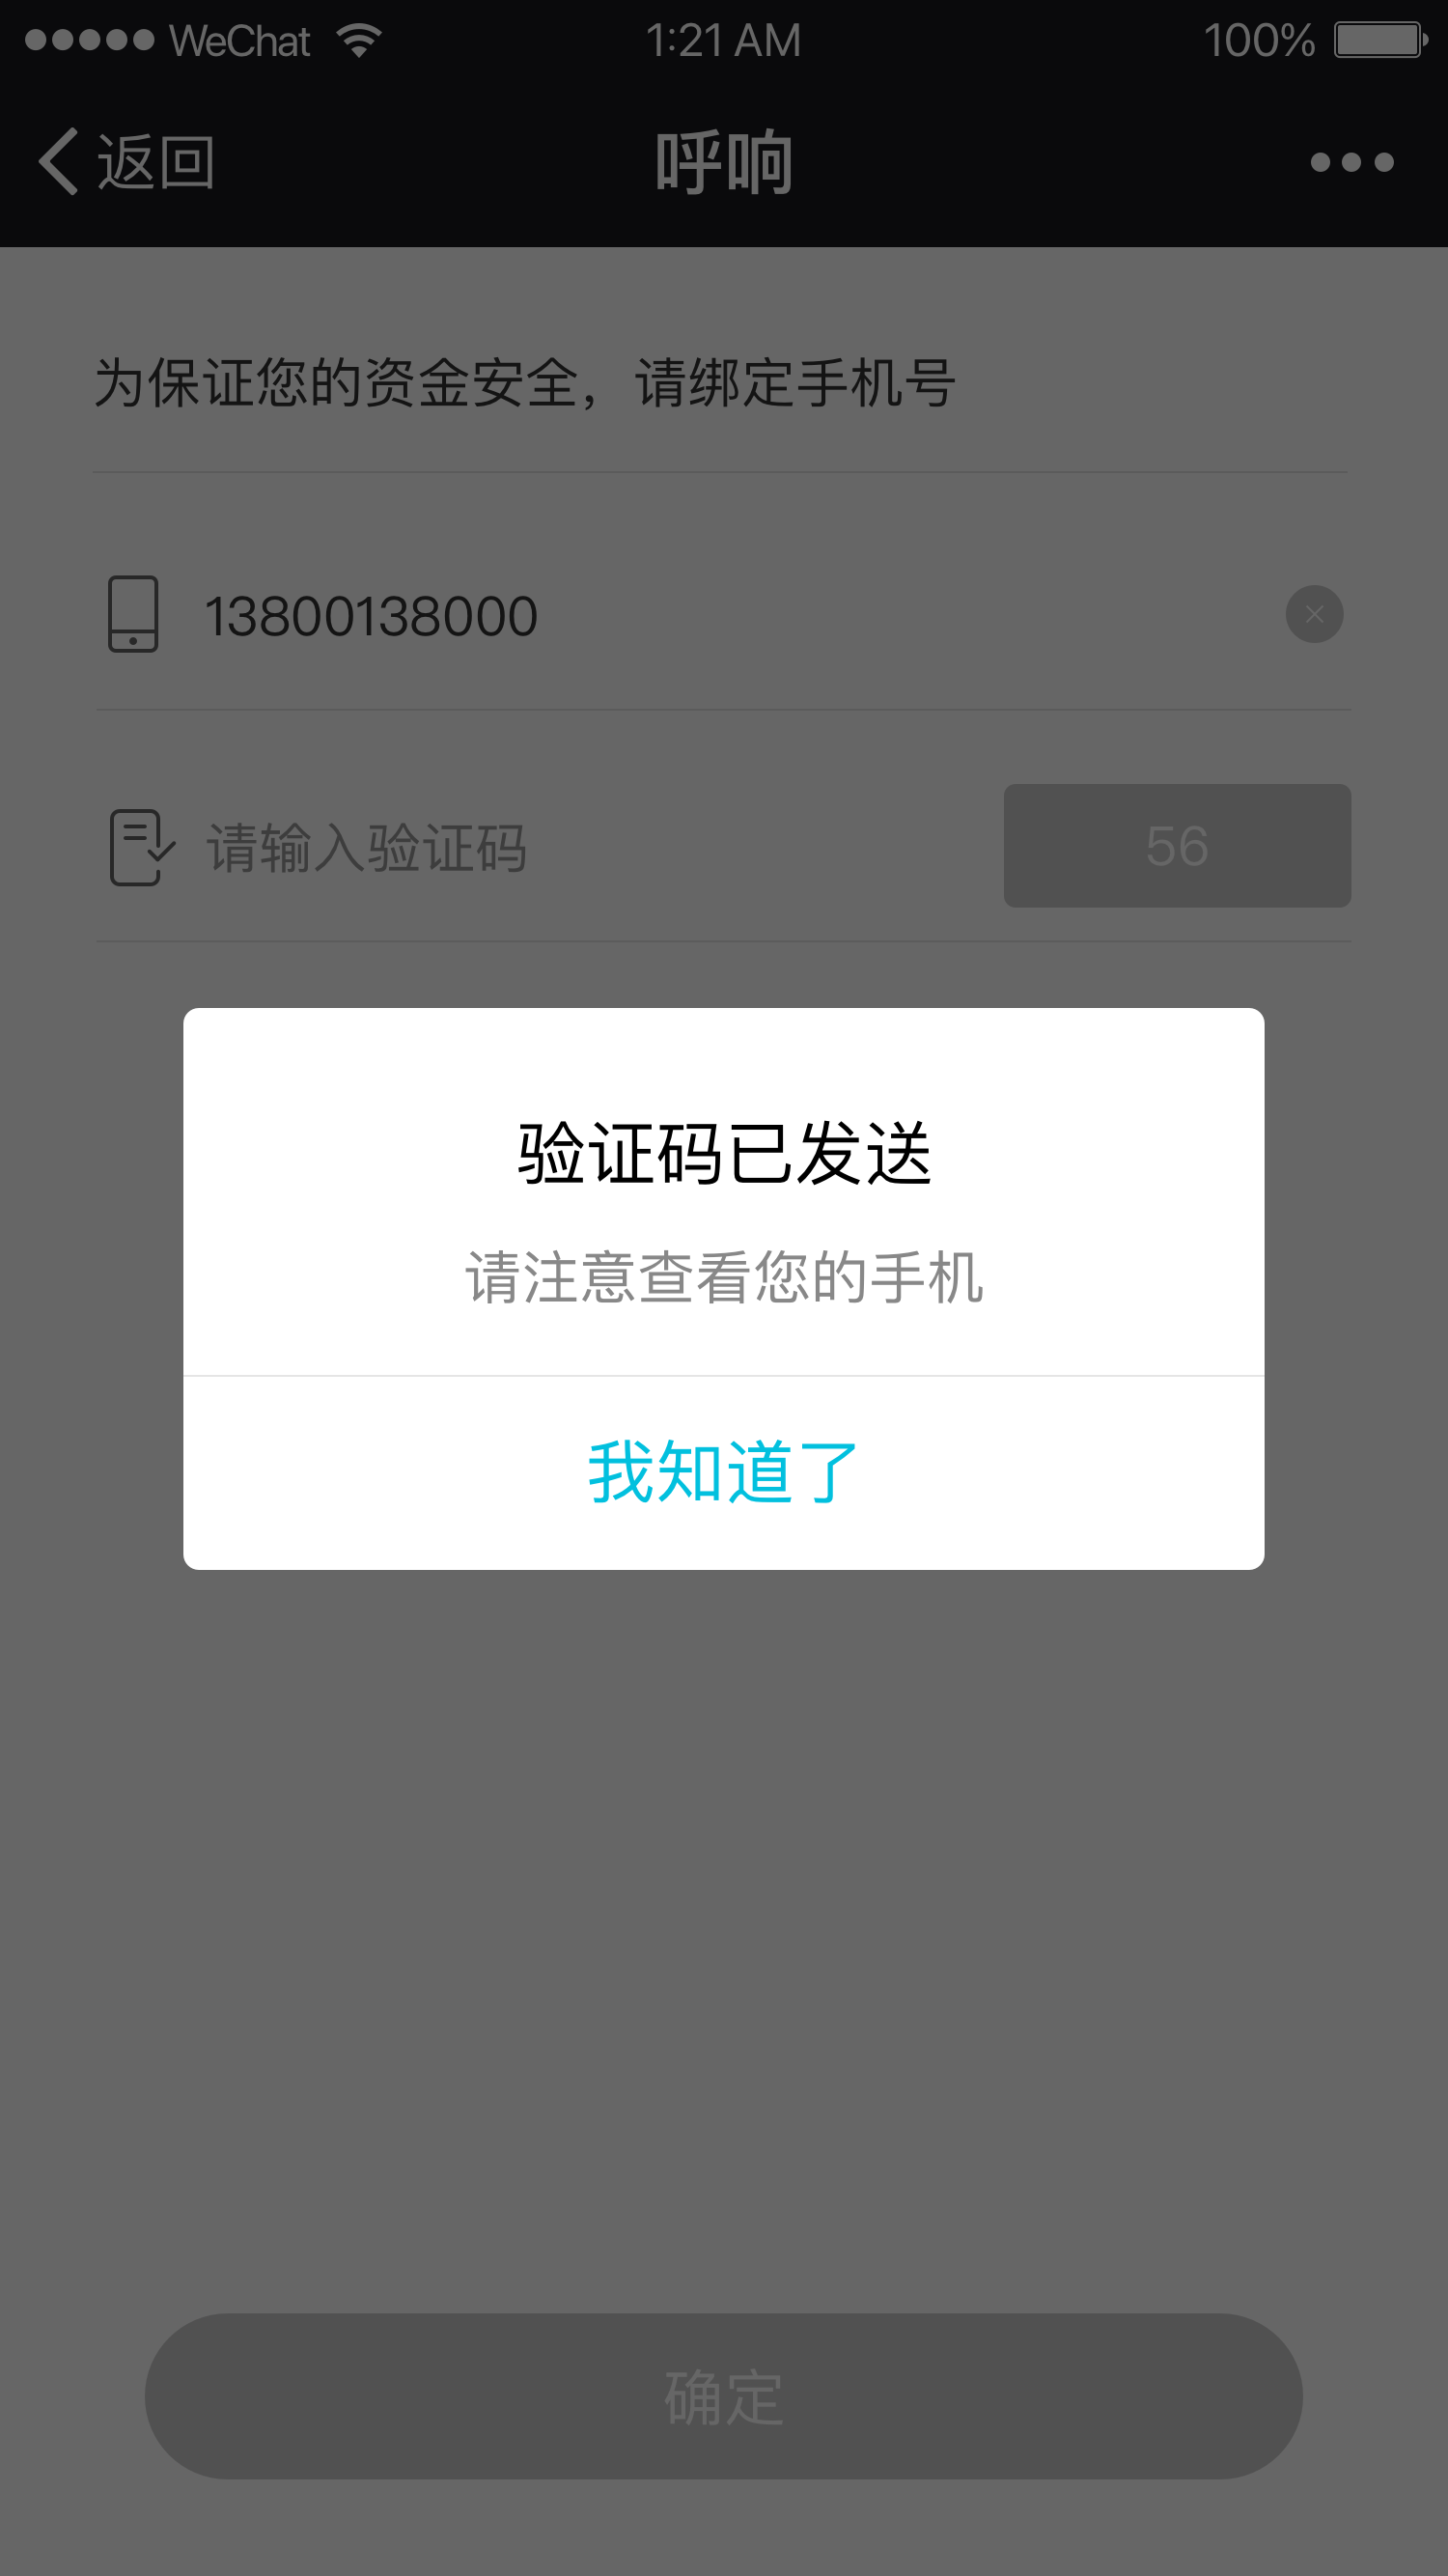 WeChat 1:21 AM 100%
返回 呼响
为保证您的资金安全，请绑定手机号
13800138000
请输入验证码 56
验证码已发送
请注意查看您的手机
我知道了
确定